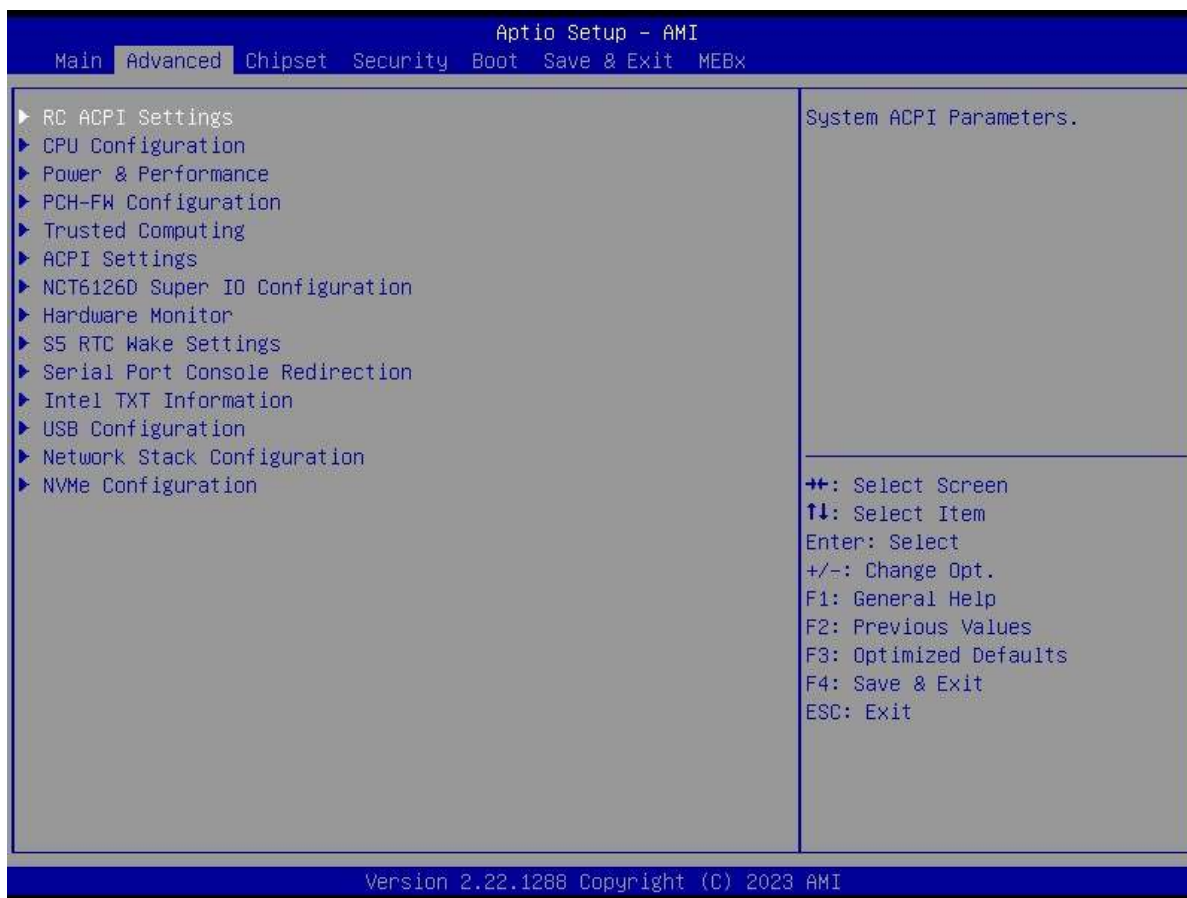 Aptio Setup – AMI
Main Advanced Chipset Security Boot Save & Exit MEBx
▶ RC ACPI Settings
▶ CPU Configuration
▶ Power & Performance
▶ PCH-FW Configuration
▶ Trusted Computing
▶ ACPI Settings
▶ NCT6126D Super IO Configuration
▶ Hardware Monitor
▶ S5 RTC Wake Settings
▶ Serial Port Console Redirection
▶ Intel TXT Information
▶ USB Configuration
▶ Network Stack Configuration
▶ NVMe Configuration
System ACPI Parameters.
→←: Select Screen
↑↓: Select Item
Enter: Select
+/-: Change Opt.
F1: General Help
F2: Previous Values
F3: Optimized Defaults
F4: Save & Exit
ESC: Exit
Version 2.22.1288 Copyright (C) 2023 AMI